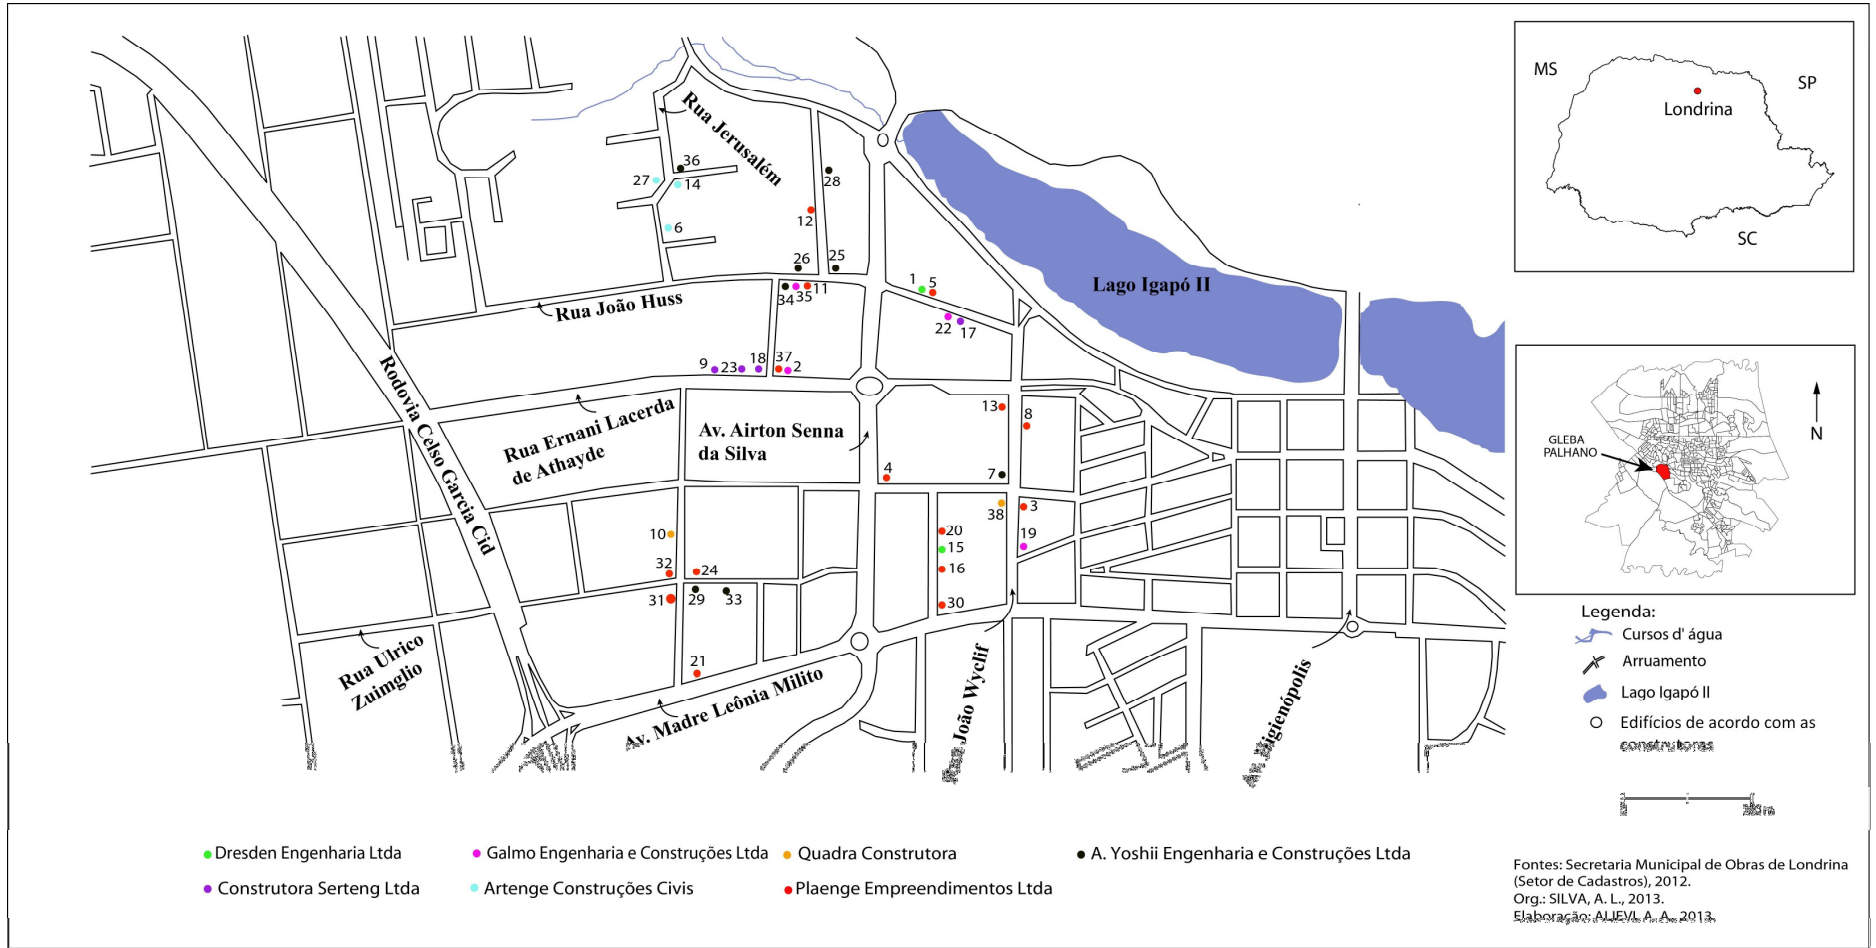 MS
SP
Londrina
SC
Rua Jerusalém
36
27
14
28
12
6
26
25
1
5
34
35
11
22
17
Lago Igapó II
Rua João Huss
9
23
18
37
2
Rodovia Celso Garcia Cid
Rua Ernani Lacerda
de Athayde
Av. Airton Senna
da Silva
13
8
4
7
GLEBA
PALHANO
N
38
3
10
20
19
15
32
24
16
31
29
33
30
Rua Ulrico
Zuimglio
21
Av. Madre Leônia Milito
João Wyclif
Higienópolis
Legenda:
Cursos d' água
Arruamento
Lago Igapó II
Edifícios de acordo com as
construtoras
Dresden Engenharia Ltda
Galmo Engenharia e Construções Ltda
Quadra Construtora
A. Yoshii Engenharia e Construções Ltda
Construtora Serteng Ltda
Artenge Construções Civis
Plaenge Empreendimentos Ltda
Fontes: Secretaria Municipal de Obras de Londrina
(Setor de Cadastros), 2012.
Org.: SILVA, A. L., 2013.
Elaboração: ALIEVI, A. A., 2013.